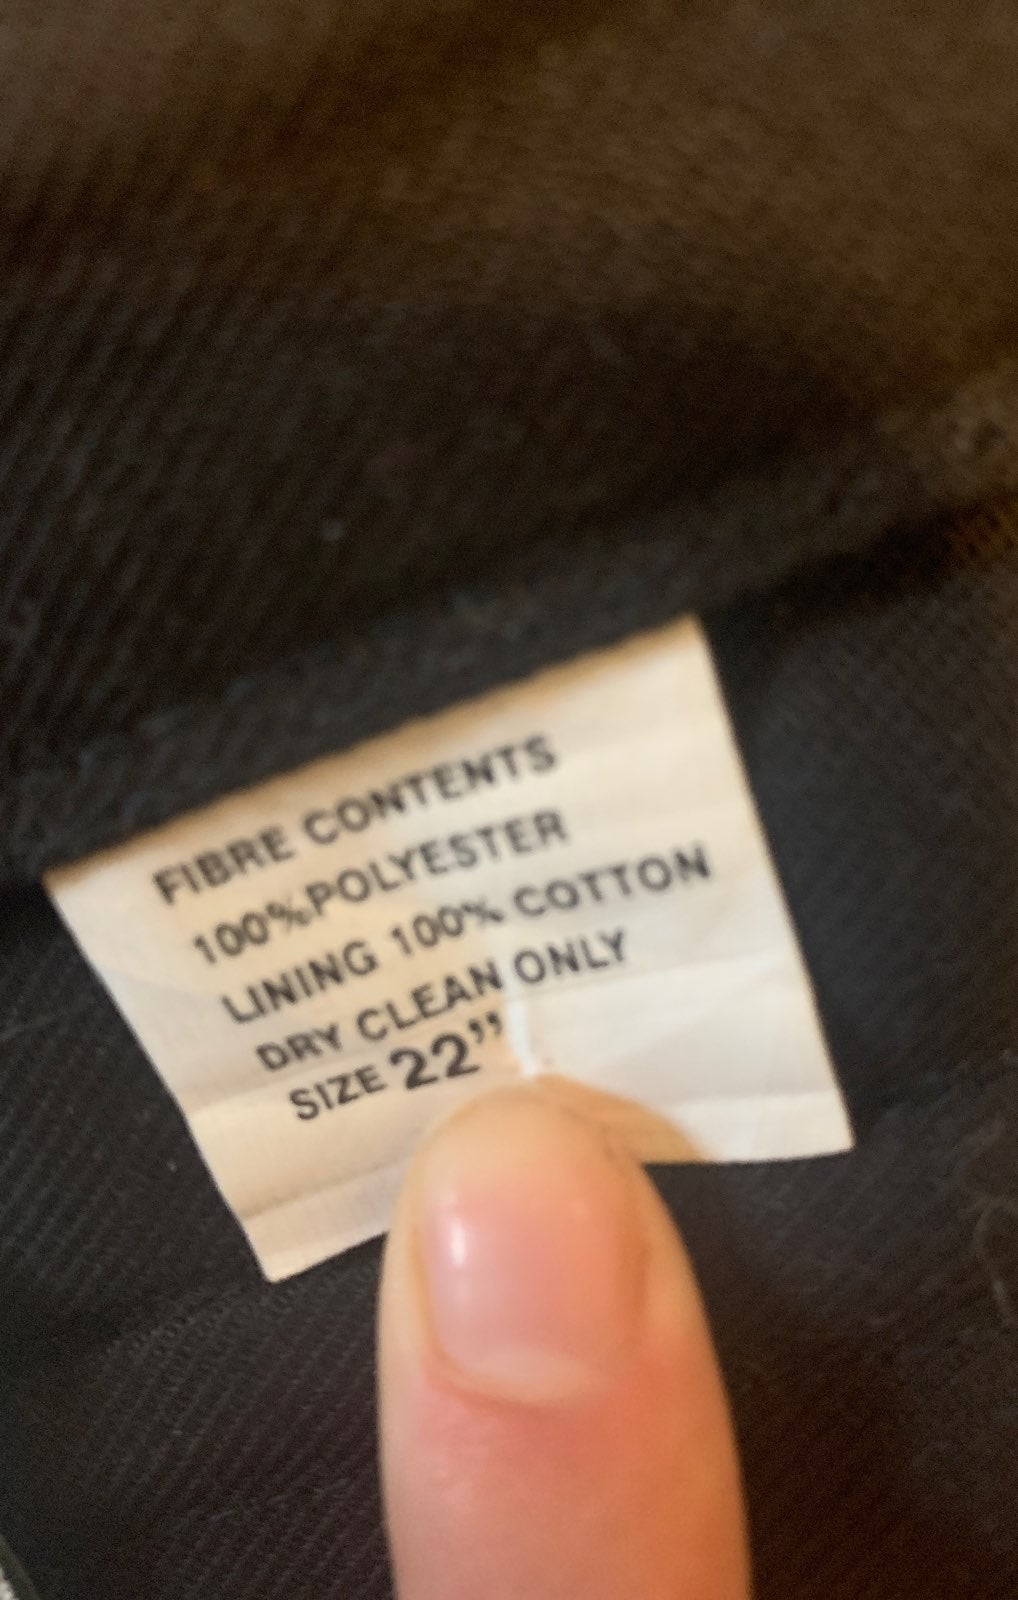 FIBRE CONTENTS
100%POLYESTER
LINING 100% COTTON
DRY CLEAN ONLY
SIZE 22”